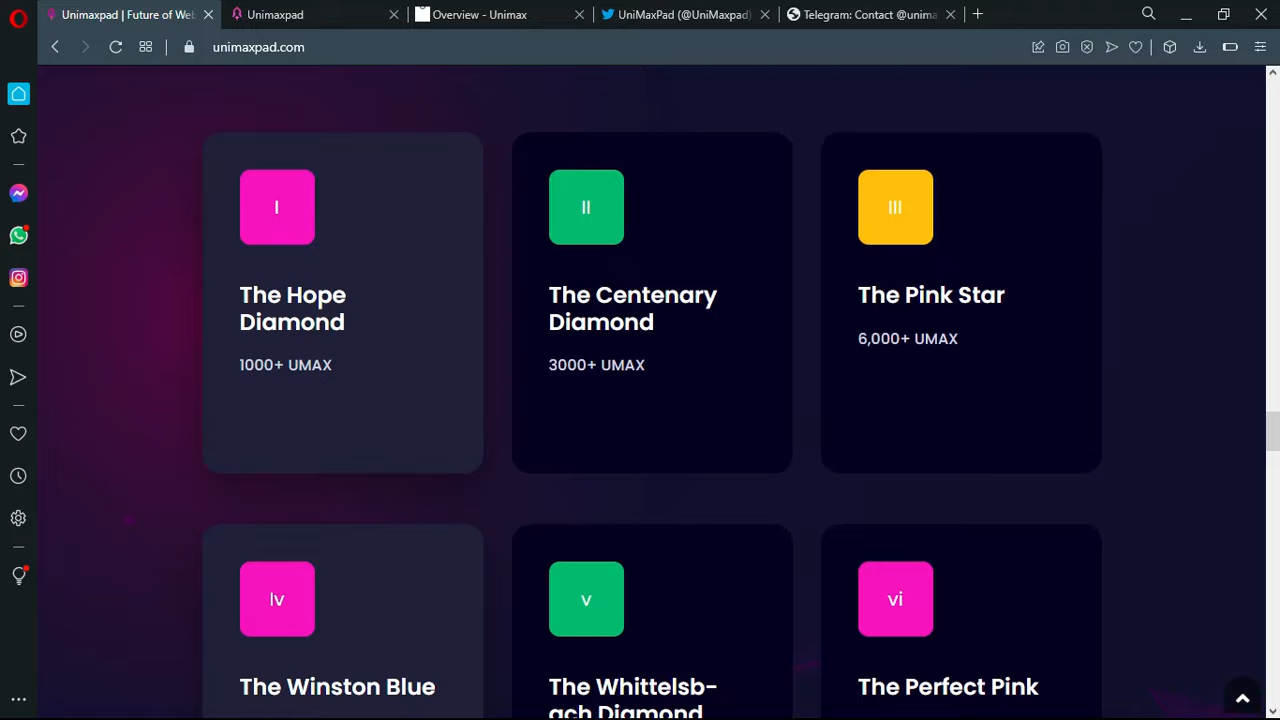 Unimaxpad | Future of Web
Unimaxpad
Oveview - Unimax
UniMaxPad (@UniMaxpad)
Telegram: Contact @unima
unimaxpad.com
I
II
III
The Hope
Diamond
The Centenary
Diamond
The Pink Star
1000+ UMAX
3000+ UMAX
6,000+ UMAX
Iv
v
vi
The Winston Blue
The Whittelsb-
ach Diamond
The Perfect Pink